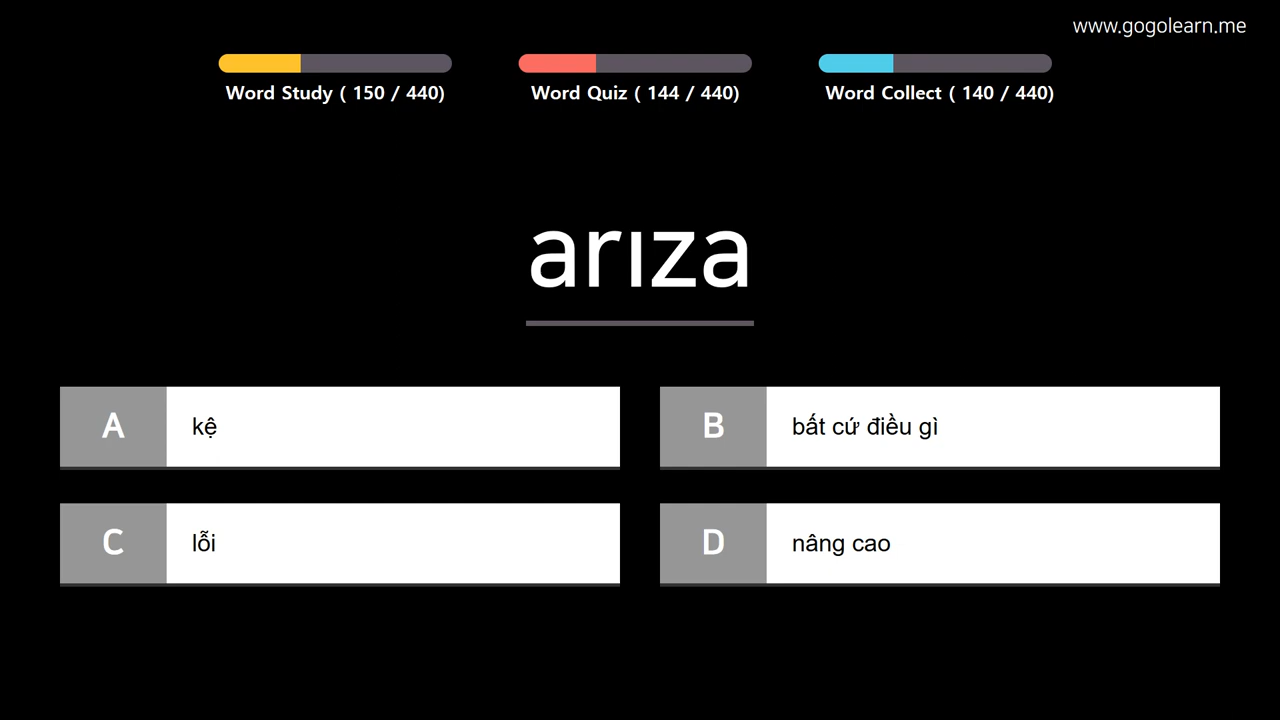 www.gogolearn.me
Word Study ( 150 / 440)
Word Quiz ( 144 / 440)
Word Collect ( 140 / 440)
arıza
A kệ
B bất cứ điều gì
C lỗi
D nâng cao